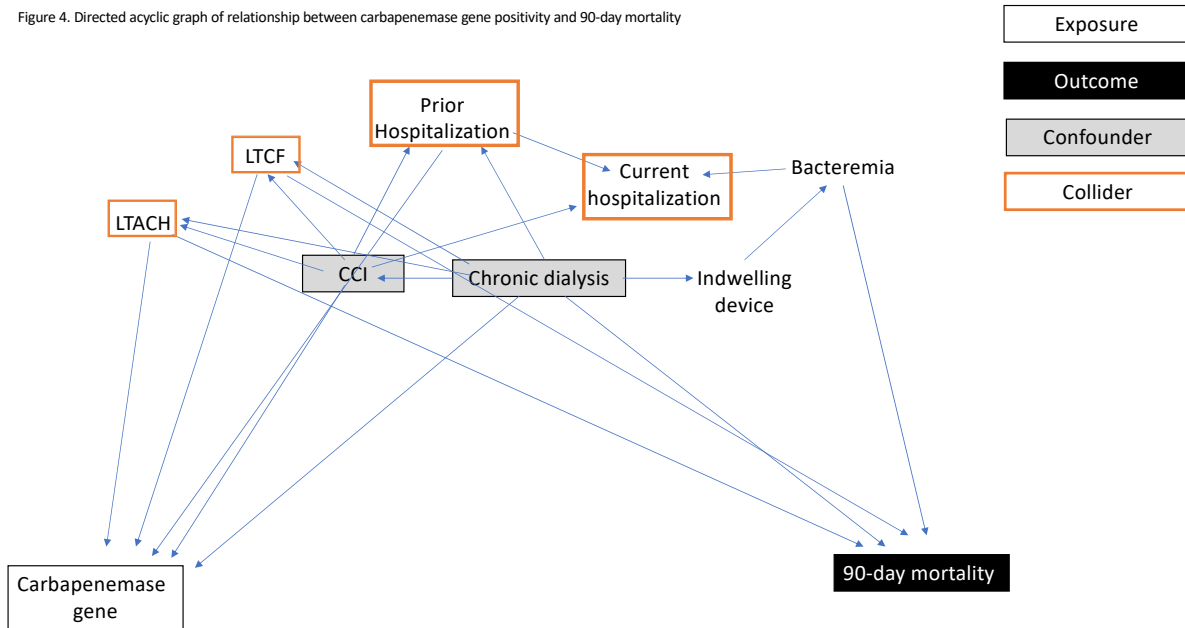 Figure 4. Directed acyclic graph of relationship between carbapenemase gene positivity and 90-day mortality
Exposure
Outcome
Confounder
Collider
Prior
Hospitalization
LTCF
Current
hospitalization
Bacteremia
LTACH
CCI
Chronic dialysis
Indwelling
device
Carbapenemase
gene
90-day mortality